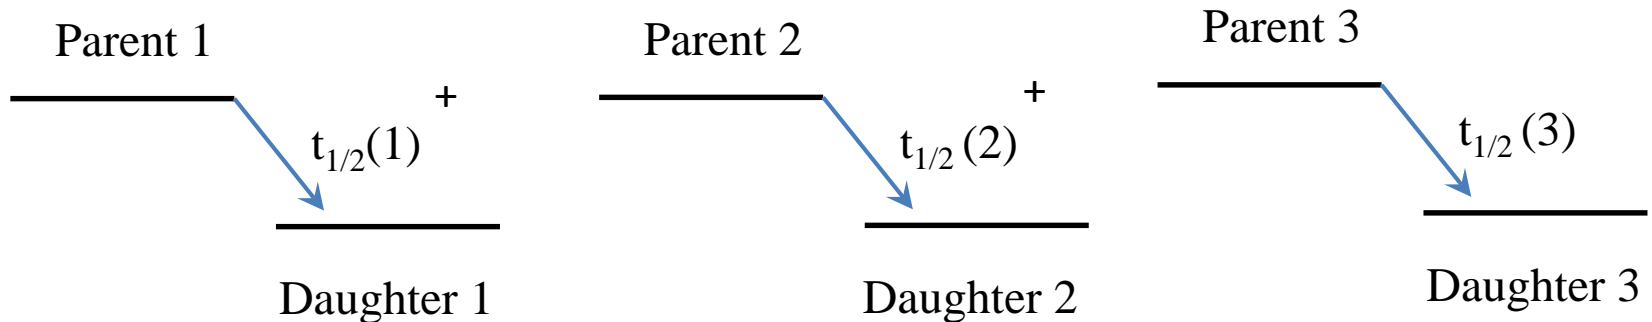 Parent 1
Parent 2
Parent 3
+
+
t1/2(1)
t1/2 (2)
t1/2 (3)
Daughter 1
Daughter 2
Daughter 3